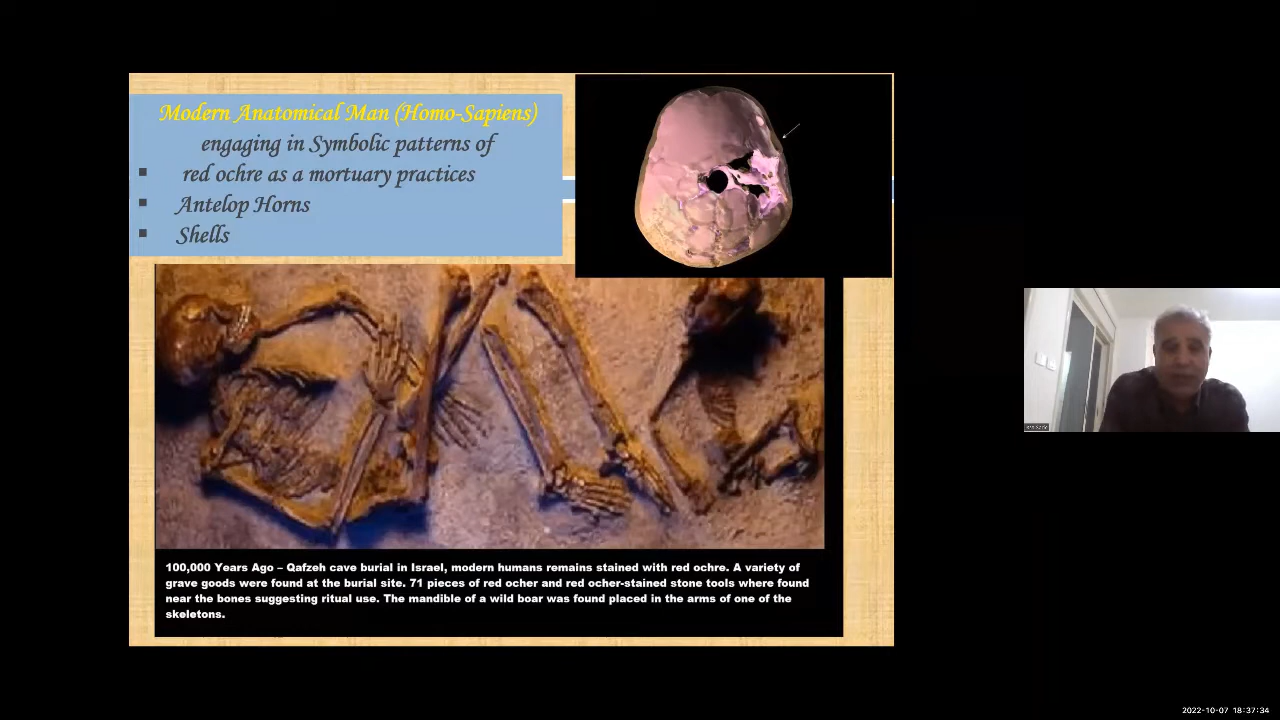 Modern Anatomical Man (Homo-Sapiens)
engaging in Symbolic patterns of
▪ red ochre as a mortuary practices
▪ Antelop Horns
▪ Shells
100,000 Years Ago – Qafzeh cave burial in Israel, modern humans remains stained with red ochre. A variety of
grave goods were found at the burial site. 71 pieces of red ocher and red ocher-stained stone tools where found
near the bones suggesting ritual use. The mandible of a wild boar was found placed in the arms of one of the
skeletons.
2022-10-07 18:37:34